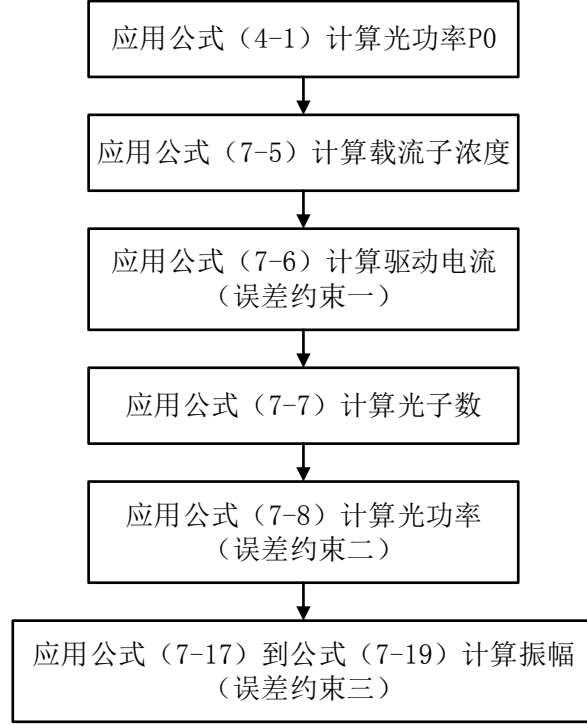 应用公式（4-1）计算光功率P0
应用公式（7-5）计算载流子浓度
应用公式（7-6）计算驱动电流
（误差约束一）
应用公式（7-7）计算光子数
应用公式（7-8）计算光功率
（误差约束二）
应用公式（7-17）到公式（7-19）计算振幅
（误差约束三）